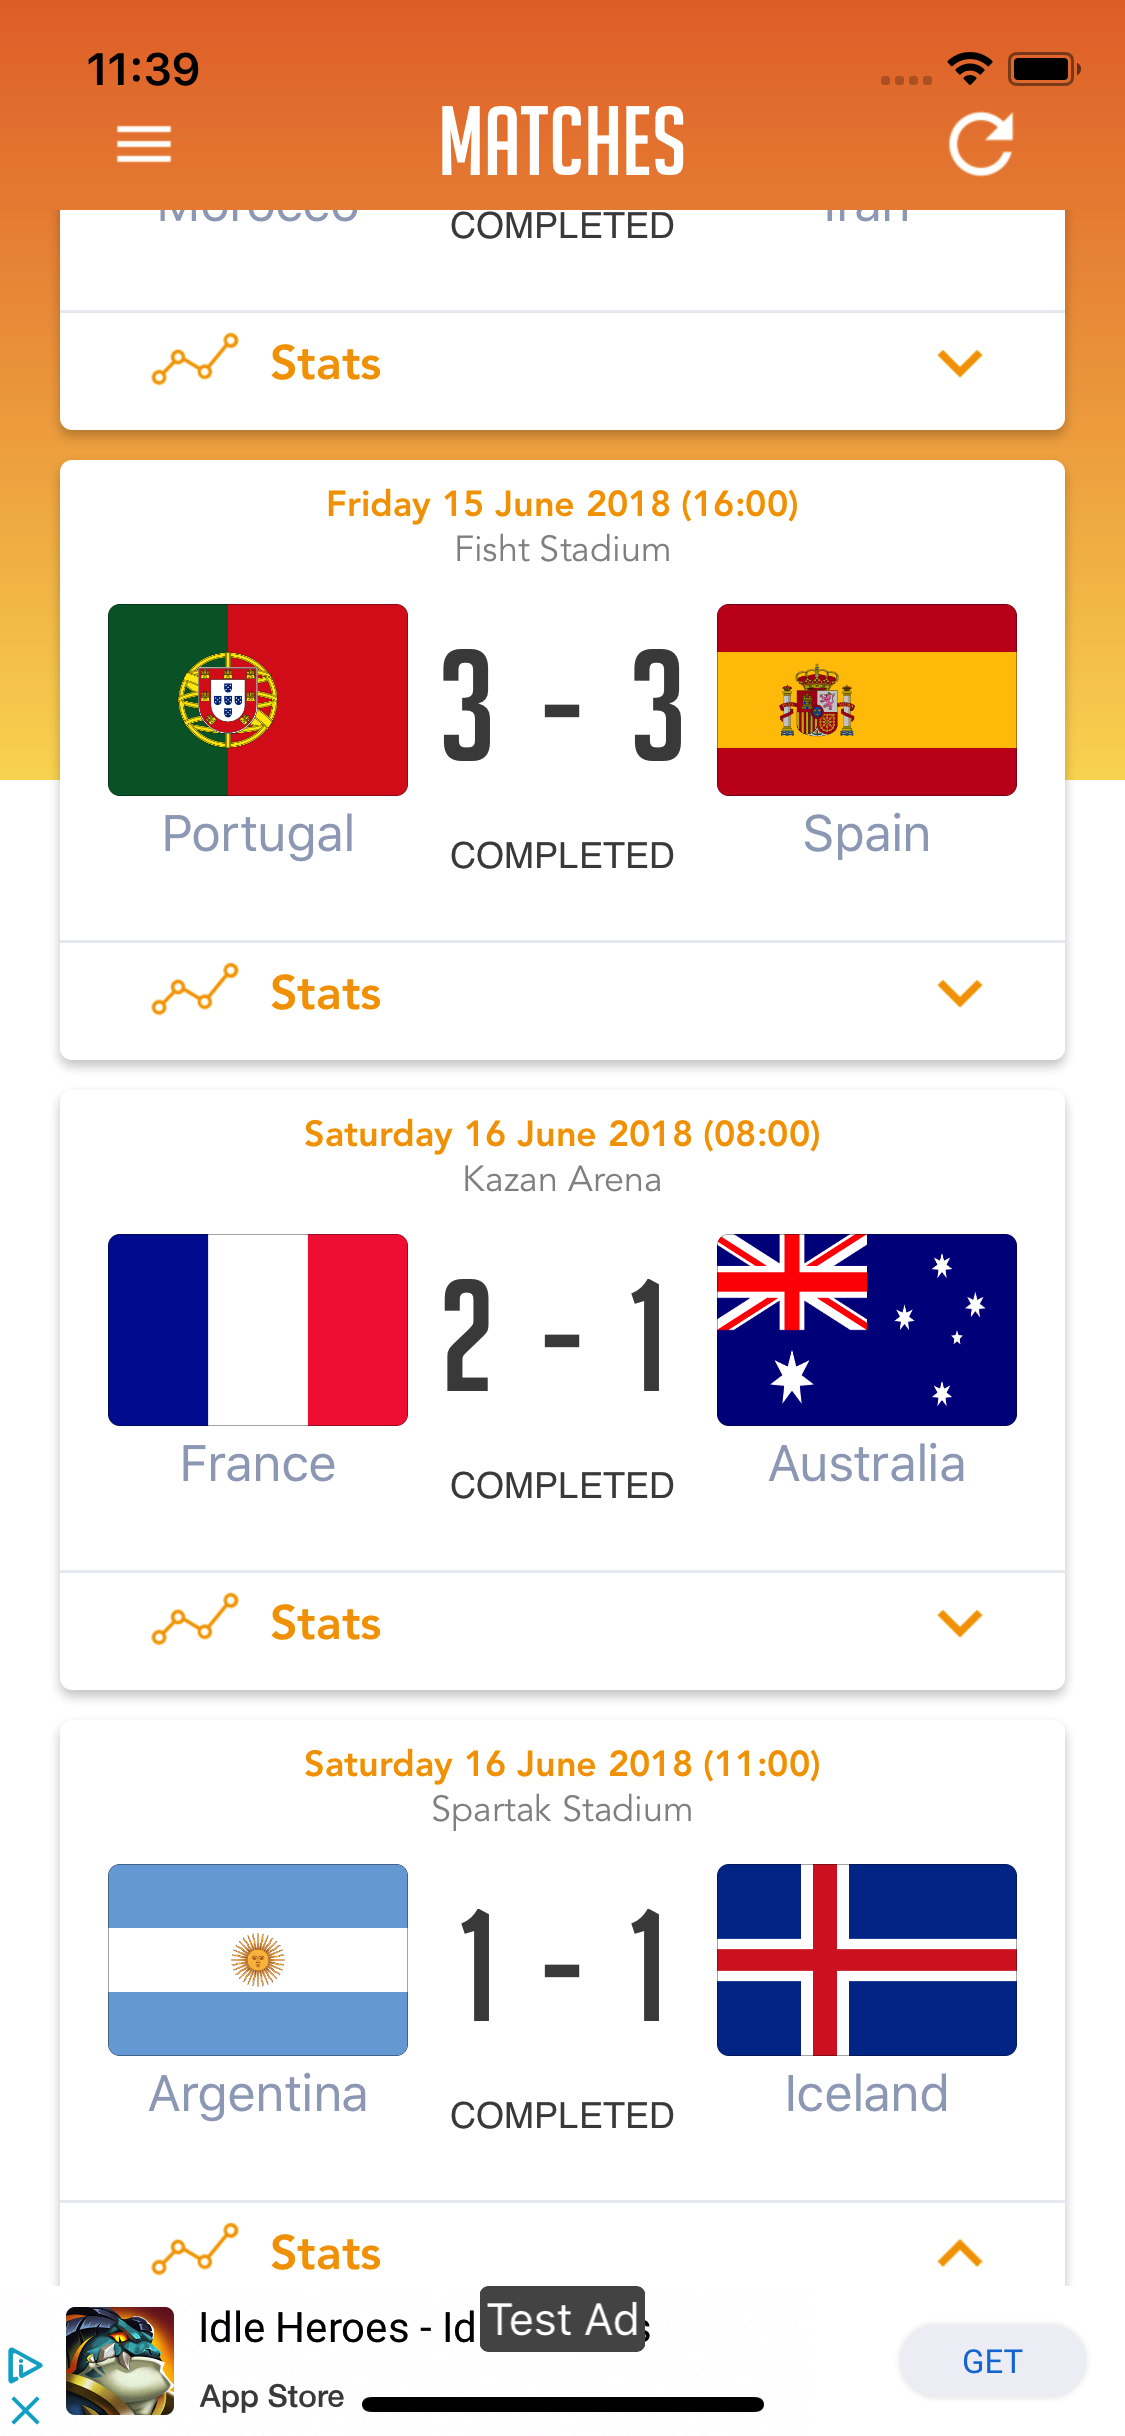 11:39
MATCHES
Morocco
Iran
COMPLETED
Stats
Friday 15 June 2018 (16:00)
Fisht Stadium
3 - 3
Portugal
Spain
COMPLETED
Stats
Saturday 16 June 2018 (08:00)
Kazan Arena
2 - 1
France
Australia
COMPLETED
Stats
Saturday 16 June 2018 (11:00)
Spartak Stadium
1 - 1
Argentina
Iceland
COMPLETED
Stats
Idle Heroes - Id
Test Ad
App Store
GET